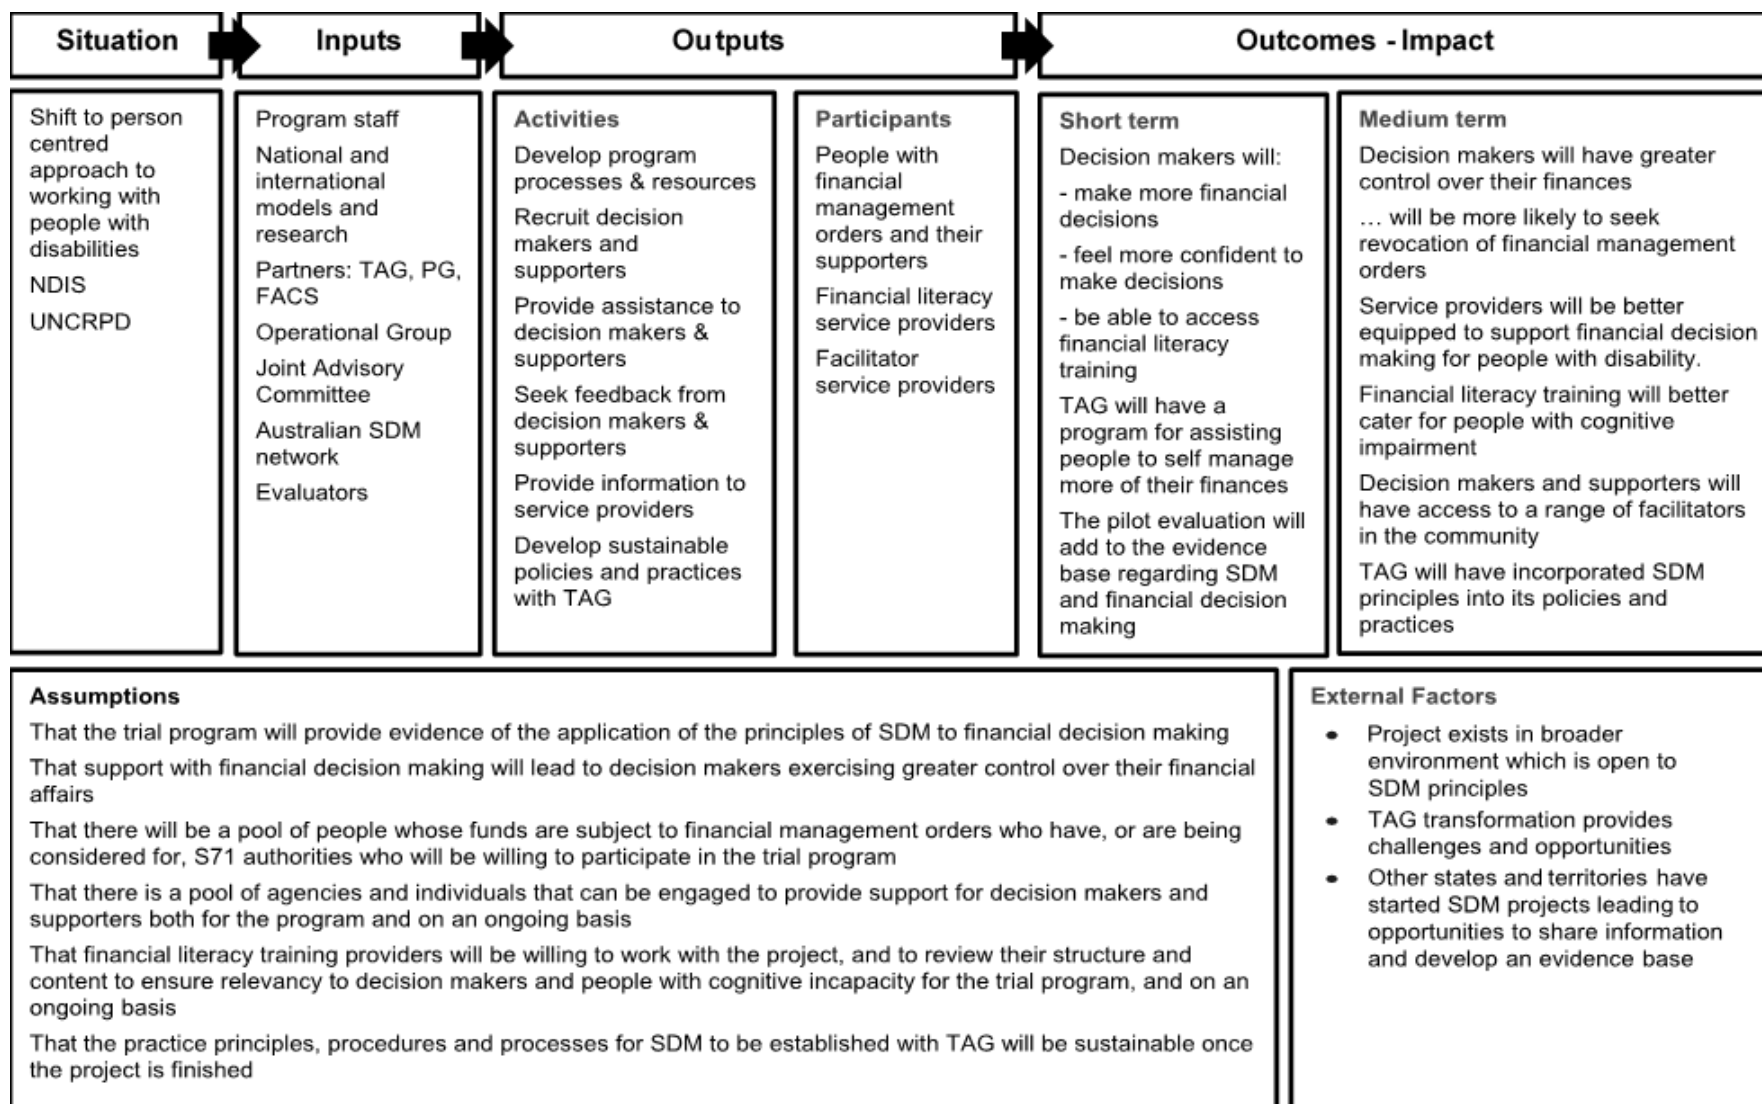 Situation
Inputs
Outputs
Outcomes - Impact
Shift to person
centred
approach to
working with
people with
disabilities
NDIS
UNCRPD
Program staff
National and
international
models and
research
Partners: TAG, PG,
FACS
Operational Group
Joint Advisory
Committee
Australian SDM
network
Evaluators
Activities
Develop program
processes & resources
Recruit decision
makers and
supporters
Provide assistance to
decision makers &
supporters
Seek feedback from
decision makers &
supporters
Provide information to
service providers
Develop sustainable
policies and practices
with TAG
Participants
People with
financial
management
orders and their
supporters
Financial literacy
service providers
Facilitator
service providers
Short term
Decision makers will:
- make more financial
decisions
- feel more confident to
make decisions
- be able to access
financial literacy
training
TAG will have a
program for assisting
people to self manage
more of their finances
The pilot evaluation will
add to the evidence
base regarding SDM
and financial decision
making
Medium term
Decision makers will have greater
control over their finances
… will be more likely to seek
revocation of financial management
orders
Service providers will be better
equipped to support financial decision
making for people with disability.
Financial literacy training will better
cater for people with cognitive
impairment
Decision makers and supporters will
have access to a range of facilitators
in the community
TAG will have incorporated SDM
principles into its policies and
practices
Assumptions
That the trial program will provide evidence of the application of the principles of SDM to financial decision making
That support with financial decision making will lead to decision makers exercising greater control over their financial
affairs
That there will be a pool of people whose funds are subject to financial management orders who have, or are being
considered for, S71 authorities who will be willing to participate in the trial program
That there is a pool of agencies and individuals that can be engaged to provide support for decision makers and
supporters both for the program and on an ongoing basis
That financial literacy training providers will be willing to work with the project, and to review their structure and
content to ensure relevancy to decision makers and people with cognitive incapacity for the trial program, and on an
ongoing basis
That the practice principles, procedures and processes for SDM to be established with TAG will be sustainable once
the project is finished
External Factors
• Project exists in broader
environment which is open to
SDM principles
• TAG transformation provides
challenges and opportunities
• Other states and territories have
started SDM projects leading to
opportunities to share information
and develop an evidence base